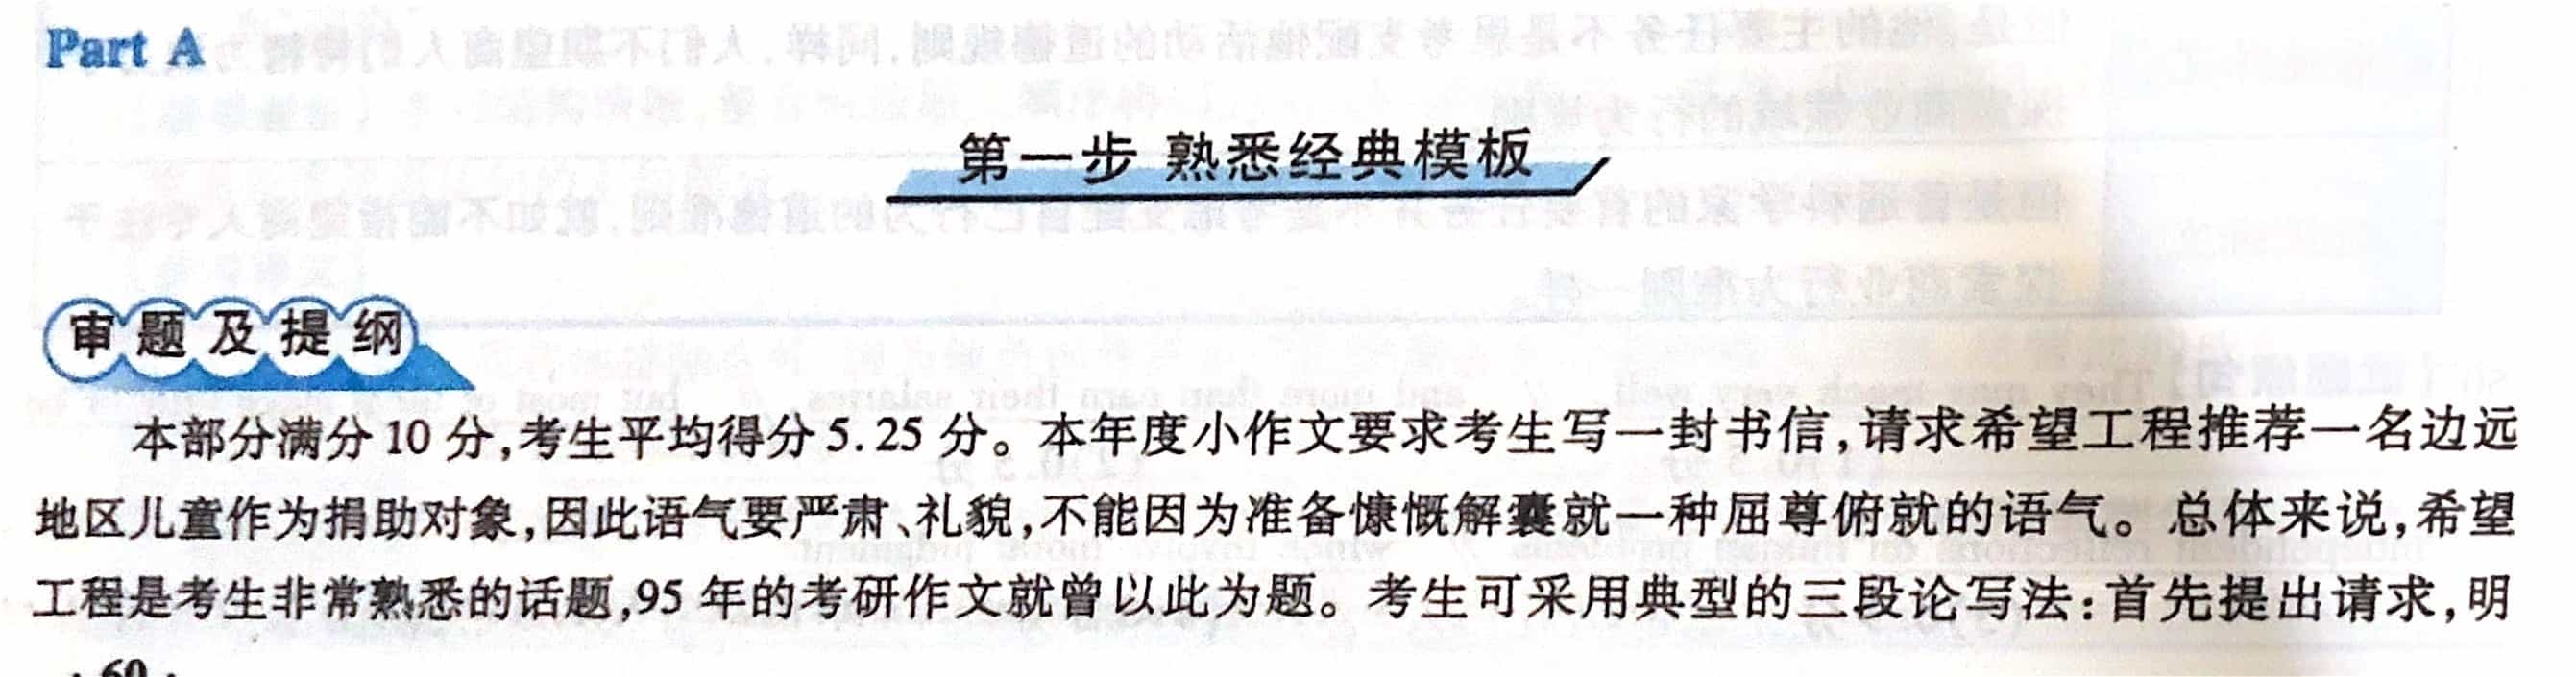 Part A
第一步 熟悉经典模板
审题及提纲
本部分满分10分,考生平均得分5.25分。本年度小作文要求考生写一封书信,请求希望工程推荐一名边远
地区儿童作为捐助对象,因此语气要严肃、礼貌,不能因为准备慷慨解囊就一种屈尊俯就的语气。总体来说,希望
工程是考生非常熟悉的话题,95年的考研作文就曾以此为题。考生可采用典型的三段论写法:首先提出请求,明
· 60 ·